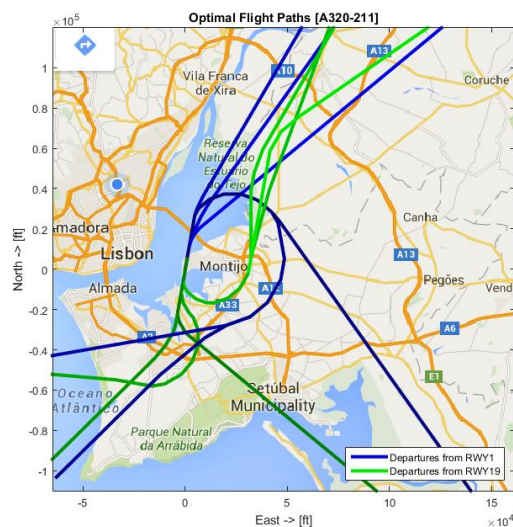 Optimal Flight Paths [A320-211]
1
0.8
0.6
0.4
0.2
0
-0.2
-0.4
-0.6
-0.8
-1
× 10^5
North -> [ft]
-5
0
5
10
15
× 10^4
East -> [ft]
A10
A13
Vila Franca
de Xira
Coruche
Reserva
Natural do
Estuário
do Tejo
Canha
amadora
Lisbon
Montijo
A13
Pegões
Vend
Almada
A33
A2
A6
E1
Setúbal
Municipality
Oceano
Atlântico
Parque Natural
da Arrábida
Departures from RWY1
Departures from RWY19